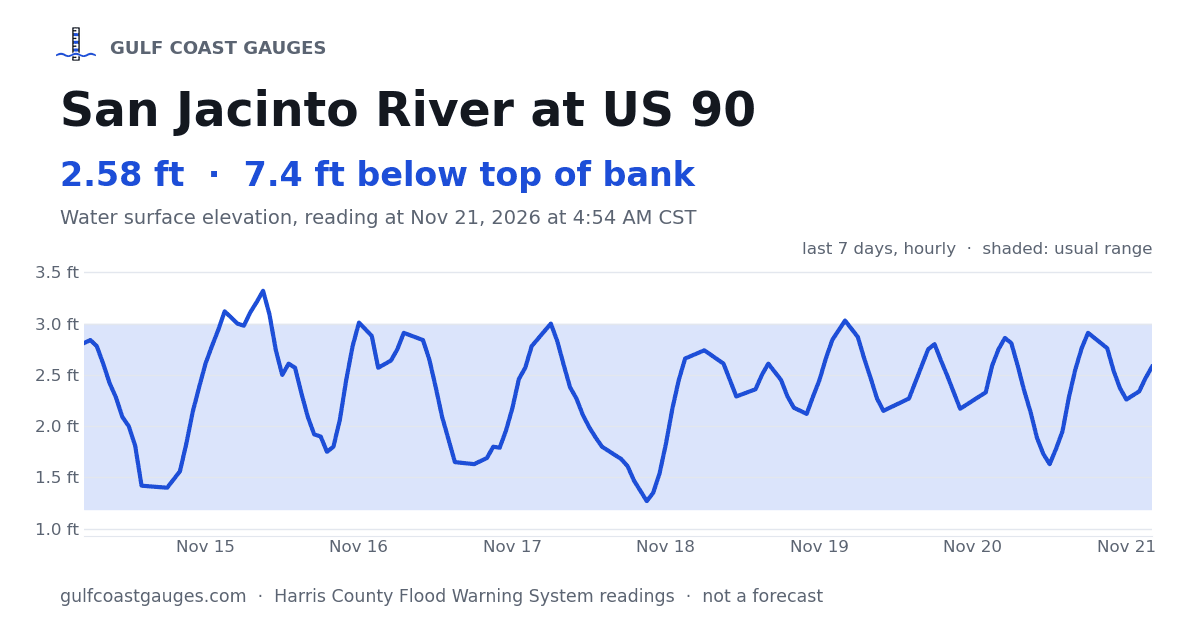 GULF COAST GAUGES
San Jacinto River at US 90
2.58 ft · 7.4 ft below top of bank
Water surface elevation, reading at Nov 21, 2026 at 4:54 AM CST
last 7 days, hourly · shaded: usual range
3.5 ft
3.0 ft
2.5 ft
2.0 ft
1.5 ft
1.0 ft
Nov 15 Nov 16 Nov 17 Nov 18 Nov 19 Nov 20 Nov 21
gulfcoastgauges.com · Harris County Flood Warning System readings · not a forecast